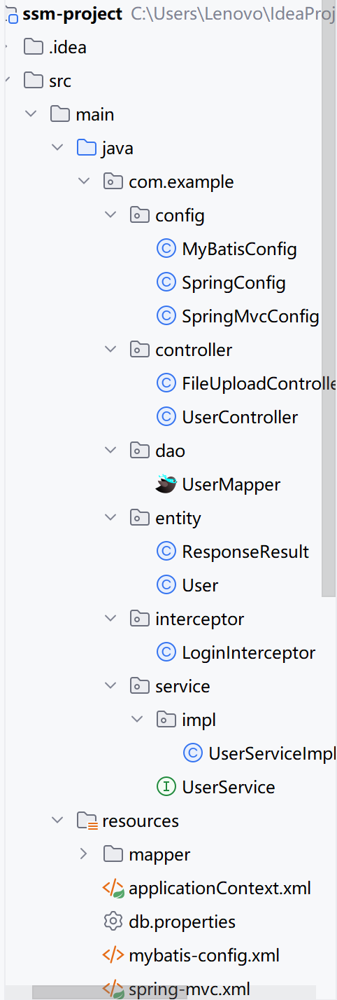 ssm-project C:\Users\Lenovo\IdeaProj
.idea
src
main
java
com.example
config
MyBatisConfig
SpringConfig
SpringMvcConfig
controller
FileUploadControlle
UserController
dao
UserMapper
entity
ResponseResult
User
interceptor
LoginInterceptor
service
impl
UserServiceImpl
UserService
resources
mapper
applicationContext.xml
db.properties
mybatis-config.xml
spring-mvc.xml